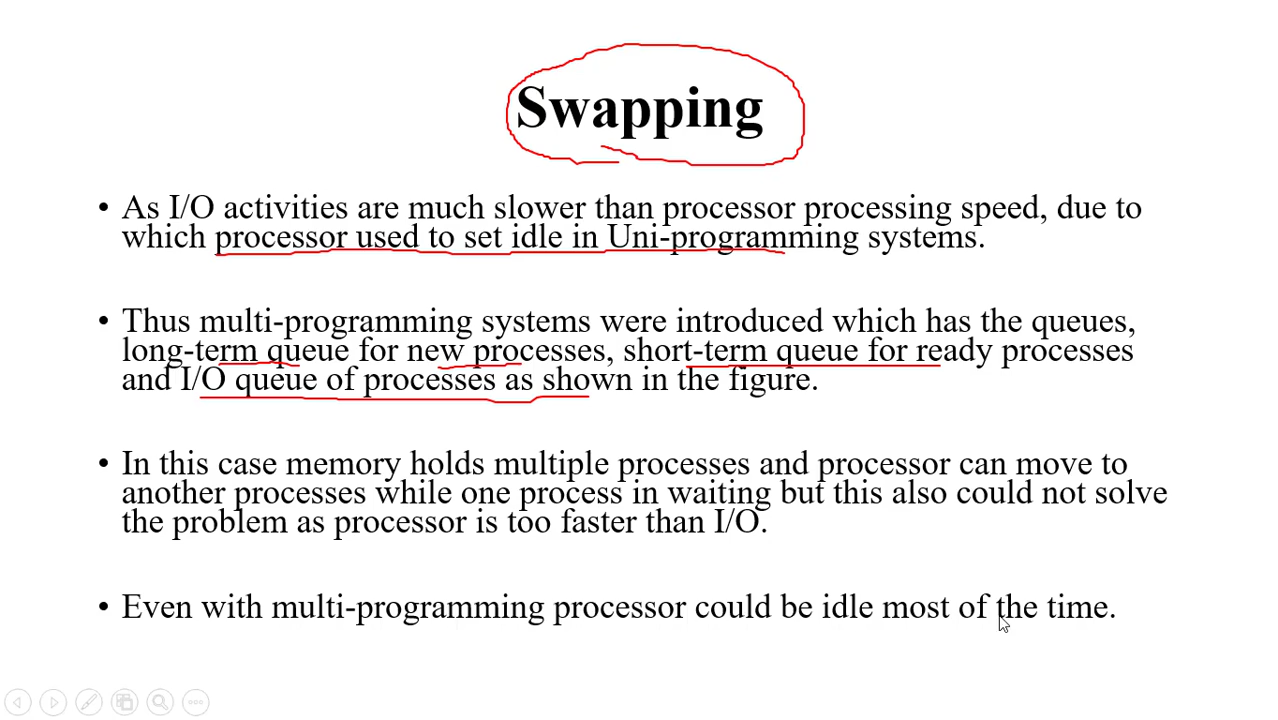 Swapping
• As I/O activities are much slower than processor processing speed, due to
which processor used to set idle in Uni-programming systems.
• Thus multi-programming systems were introduced which has the queues,
long-term queue for new processes, short-term queue for ready processes
and I/O queue of processes as shown in the figure.
• In this case memory holds multiple processes and processor can move to
another processes while one process in waiting but this also could not solve
the problem as processor is too faster than I/O.
• Even with multi-programming processor could be idle most of the time.